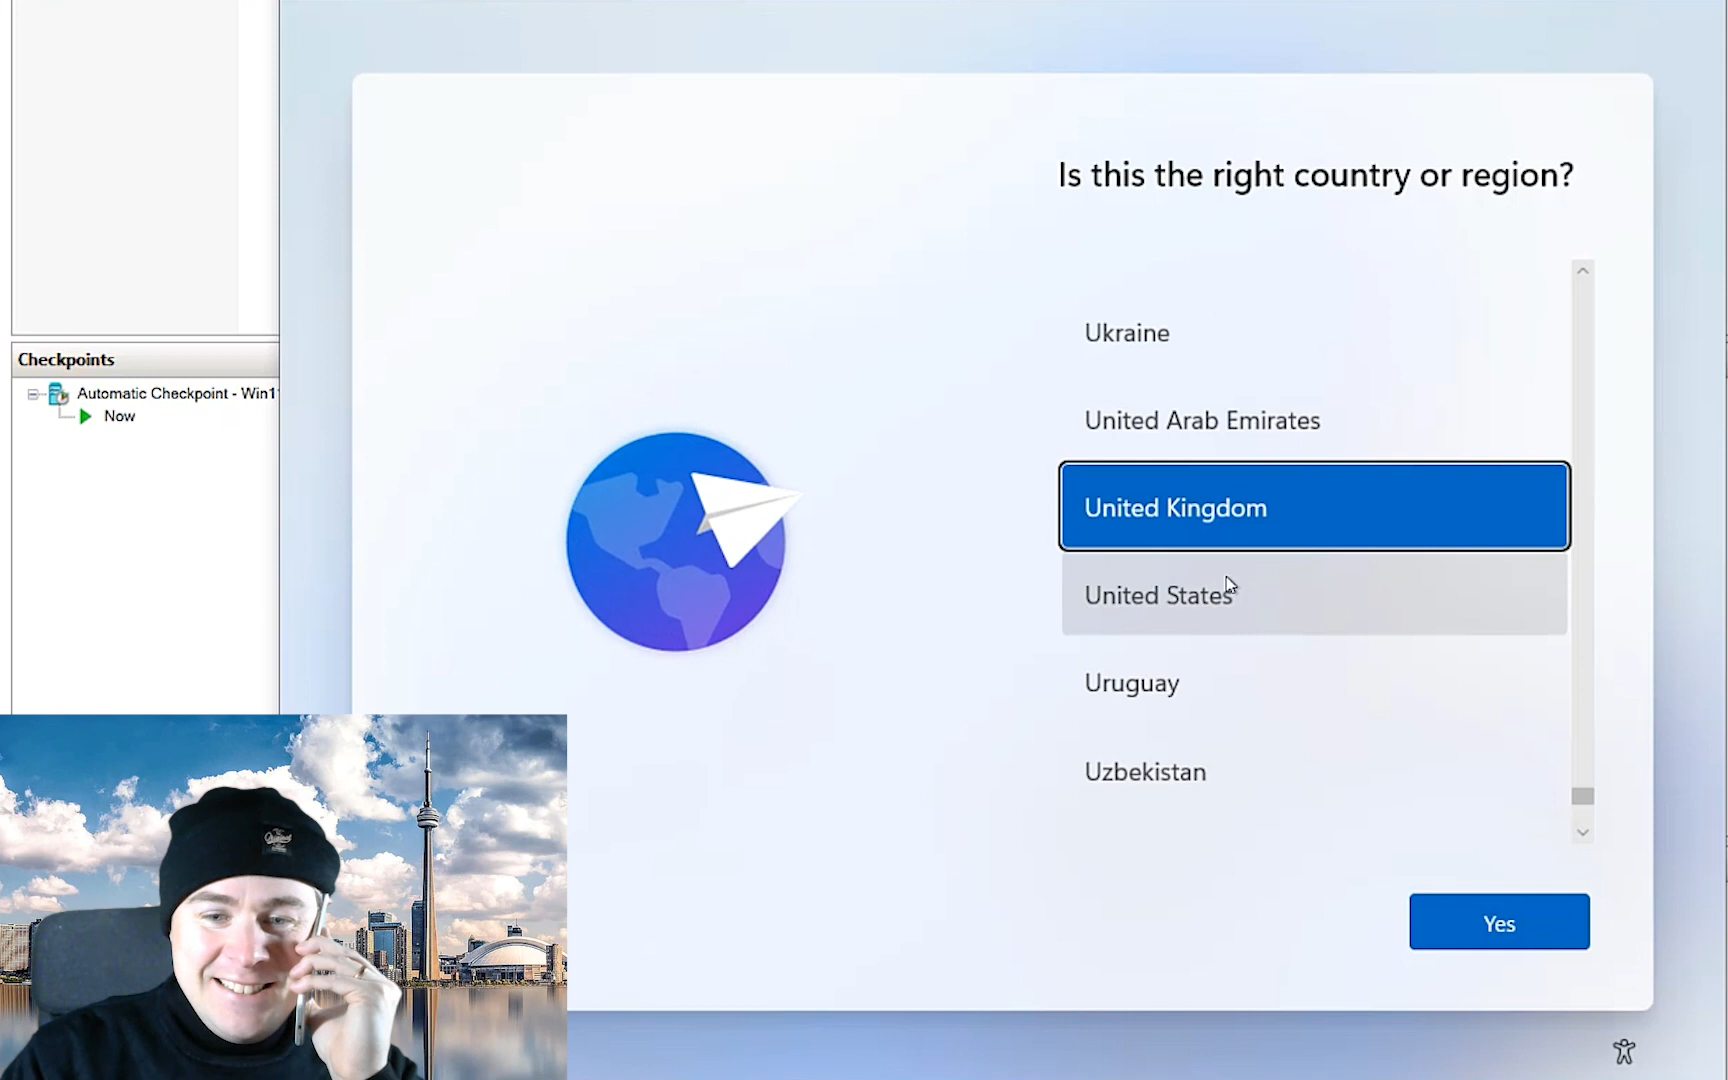 Is this the right country or region?
Ukraine
United Arab Emirates
United Kingdom
United States
Uruguay
Uzbekistan
Yes
Checkpoints
Automatic Checkpoint - Win1
Now
Original